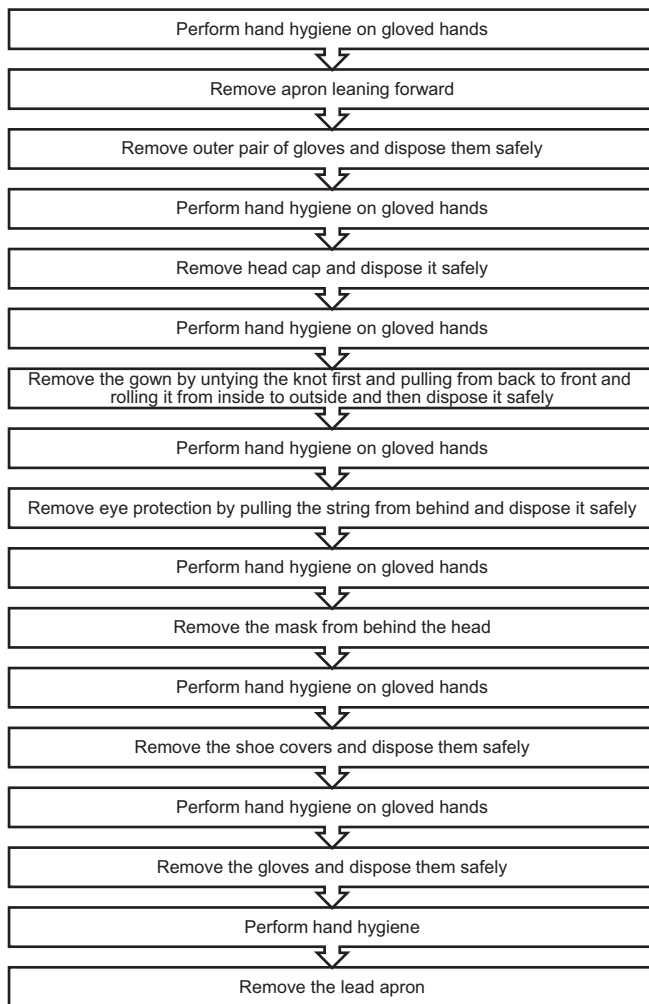 Perform hand hygiene on gloved hands
Remove apron leaning forward
Remove outer pair of gloves and dispose them safely
Perform hand hygiene on gloved hands
Remove head cap and dispose it safely
Perform hand hygiene on gloved hands
Remove the gown by untying the knot first and pulling from back to front and
rolling it from inside to outside and then dispose it safely
Perform hand hygiene on gloved hands
Remove eye protection by pulling the string from behind and dispose it safely
Perform hand hygiene on gloved hands
Remove the mask from behind the head
Perform hand hygiene on gloved hands
Remove the shoe covers and dispose them safely
Perform hand hygiene on gloved hands
Remove the gloves and dispose them safely
Perform hand hygiene
Remove the lead apron